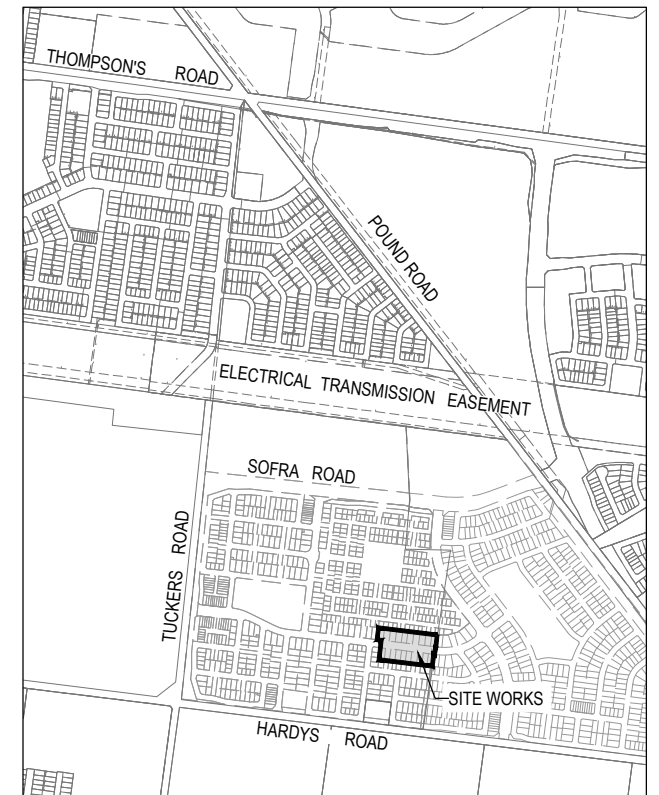 THOMPSON'S ROAD
POUND ROAD
ELECTRICAL TRANSMISSION EASEMENT
SOFRA ROAD
TUCKERS ROAD
SITE WORKS
HARDYS ROAD